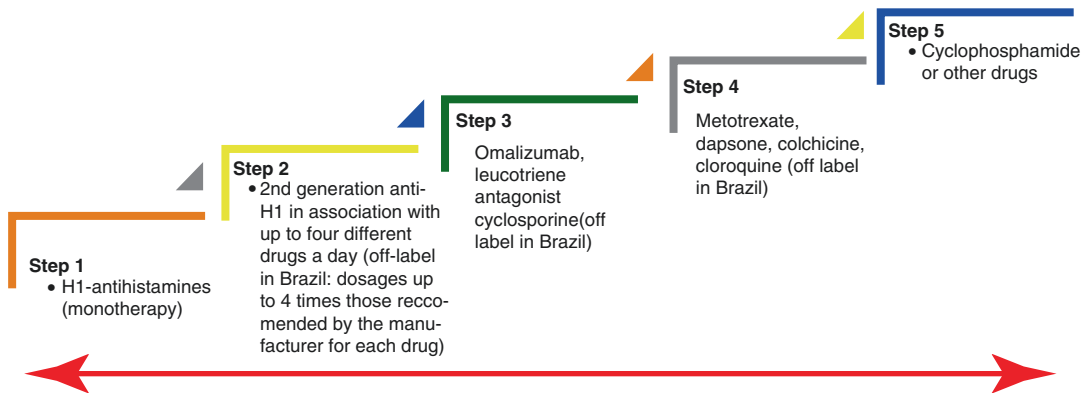 Step 1
• H1-antihistamines
(monotherapy)
Step 2
• 2nd generation anti-
H1 in association with
up to four different
drugs a day (off-label
in Brazil: dosages up
to 4 times those recco-
mended by the manu-
facturer for each drug)
Step 3
Omalizumab,
leucotriene
antagonist
cyclosporine(off
label in Brazil)
Step 4
Metotrexate,
dapsone, colchicine,
cloroquine (off label
in Brazil)
Step 5
• Cyclophosphamide
or other drugs